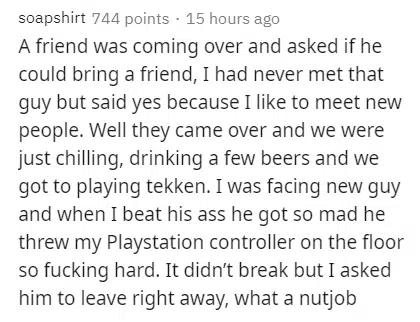 soapshirt 744 points · 15 hours ago
A friend was coming over and asked if he
could bring a friend, I had never met that
guy but said yes because I like to meet new
people. Well they came over and we were
just chilling, drinking a few beers and we
got to playing tekken. I was facing new guy
and when I beat his ass he got so mad he
threw my Playstation controller on the floor
so fucking hard. It didn’t break but I asked
him to leave right away, what a nutjob